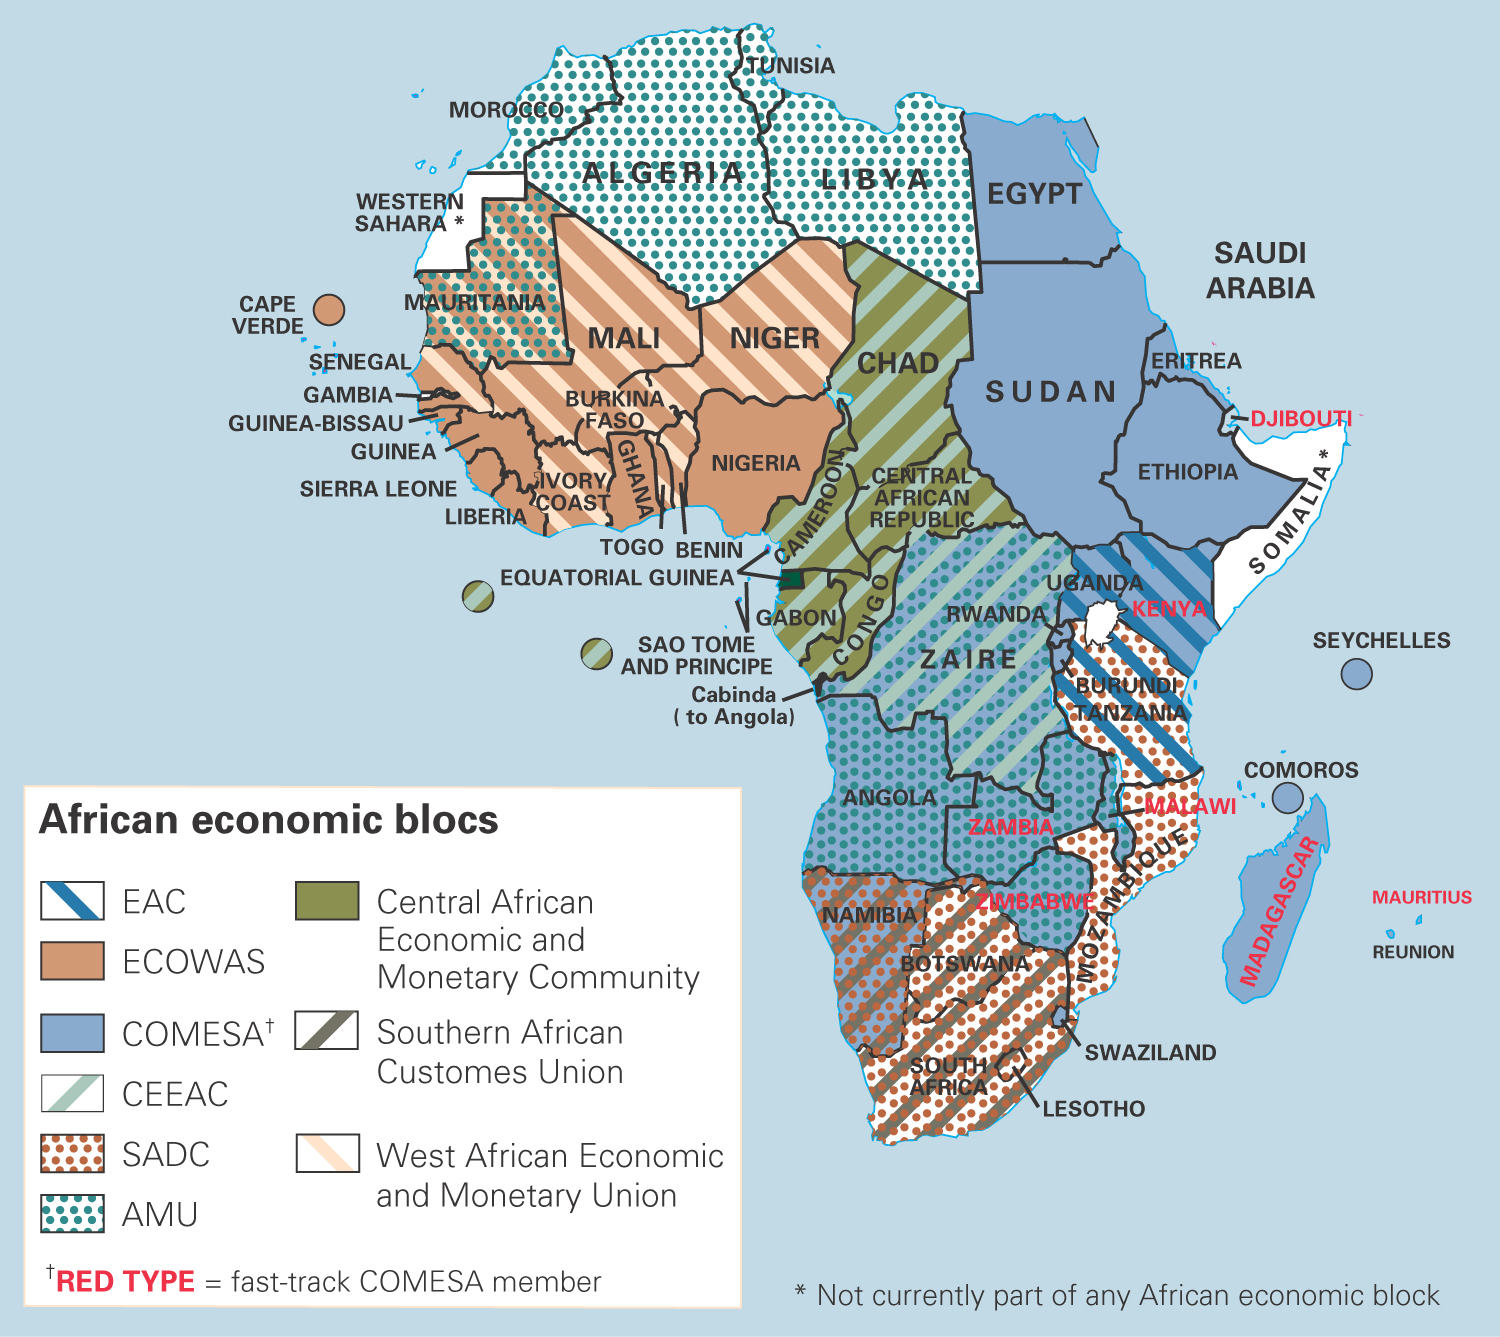 TUNISIA
MOROCCO
ALGERIA
LIBYA
EGYPT
WESTERN
SAHARA *
SAUDI
ARABIA
CAPE
VERDE
MAURITANIA
MALI
NIGER
CHAD
SUDAN
ERITREA
SENEGAL
GAMBIA
GUINEA-BISSAU
GUINEA
SIERRA LEONE
LIBERIA
BURKINA
FASO
IVORY
COAST
GHANA
TOGO
BENIN
NIGERIA
CAMEROON
CENTRAL
AFRICAN
REPUBLIC
DJIBOUTI
ETHIOPIA
SOMALIA *
EQUATORIAL GUINEA
GABON
CONGO
SAO TOME
AND PRINCIPE
Cabinda
( to Angola)
UGANDA
KENYA
RWANDA
ZAIRE
BURUNDI
TANZANIA
SEYCHELLES
COMOROS
ANGOLA
ZAMBIA
MALAWI
MOZAMBIQUE
ZIMBABWE
NAMIBIA
BOTSWANA
MADAGASCAR
MAURITIUS
REUNION
SOUTH
AFRICA
SWAZILAND
LESOTHO
African economic blocs
EAC
ECOWAS
COMESA†
CEEAC
SADC
AMU
Central African
Economic and
Monetary Community
Southern African
Customes Union
West African Economic
and Monetary Union
†RED TYPE = fast-track COMESA member
* Not currently part of any African economic block